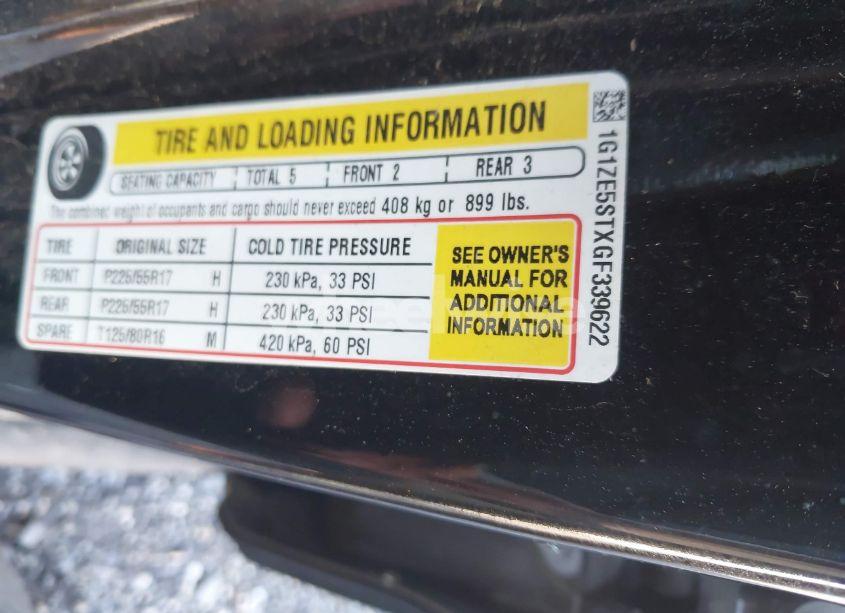 TIRE AND LOADING INFORMATION
SEATING CAPACITY TOTAL 5 FRONT 2 REAR 3
The combined weight of occupants and cargo should never exceed 408 kg or 899 lbs.
TIRE ORIGINAL SIZE COLD TIRE PRESSURE
FRONT P225/55R17 H 230 kPa, 33 PSI
REAR P225/55R17 H 230 kPa, 33 PSI
SPARE T125/80R16 M 420 kPa, 60 PSI
SEE OWNER'S
MANUAL FOR
ADDITIONAL
INFORMATION
1G1ZE5STXGF339622